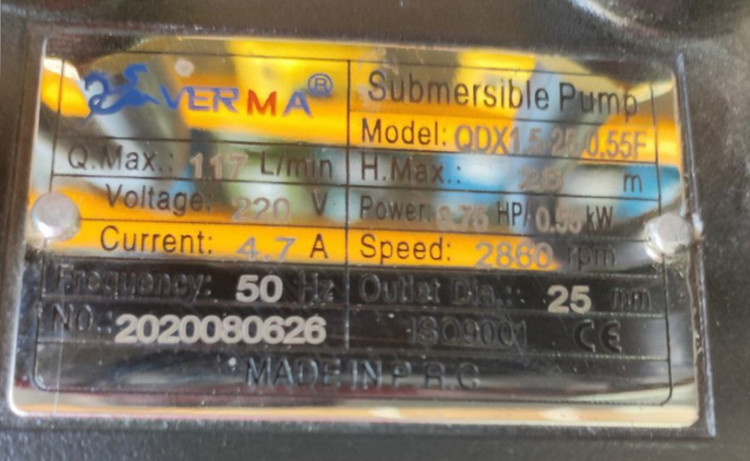 VERMA®
Submersible Pump
Model: QDX1.5-25/0.55F
Q.Max.: 117 L/min
H.Max.: m
Voltage: 220 V
Power: 0.75 HP/ 0.55 kW
Current: 4.7 A
Speed: 2860 rpm
Frequency: 50 Hz
Outlet Dia.: 25 mm
NO.: 2020080626
ISO9001 CE
MADE IN P.R.C